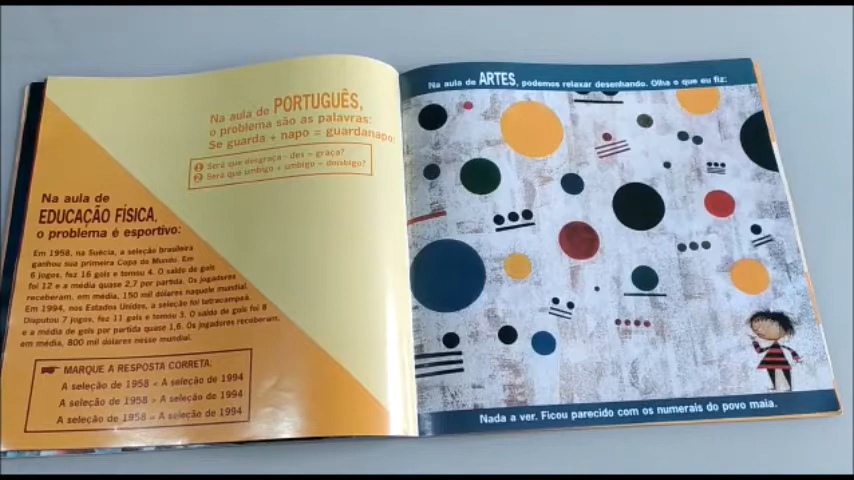 Na aula de PORTUGUÊS,
o problema são as palavras:
Se guarda + napo = guardanapo:
1 Será que desgraça - des = graça?
2 Será que umbigo + umbigo = doisbigo?
Na aula de
EDUCAÇÃO FÍSICA,
o problema é esportivo:
Em 1958, na Suécia, a seleção brasileira
ganhou sua primeira Copa do Mundo. Em
6 jogos, fez 16 gols e tomou 4. O saldo de gols
foi 12 e a média quase 2,7 por partida. Os jogadores
receberam, em média, 150 mil dólares naquele mundial.
Em 1994, nos Estados Unidos, a seleção foi tetracampeã.
Disputou 7 jogos, fez 11 gols e tomou 3. O saldo de gols foi 8
e a média de gols por partida quase 1,6. Os jogadores receberam,
em média, 800 mil dólares nesse mundial.
MARQUE A RESPOSTA CORRETA:
A seleção de 1958 < A seleção de 1994
A seleção de 1958 > A seleção de 1994
A seleção de 1958 = A seleção de 1994
Na aula de ARTES, podemos relaxar desenhando. Olha o que eu fiz:
Nada a ver. Ficou parecido com os numerais do povo maia.